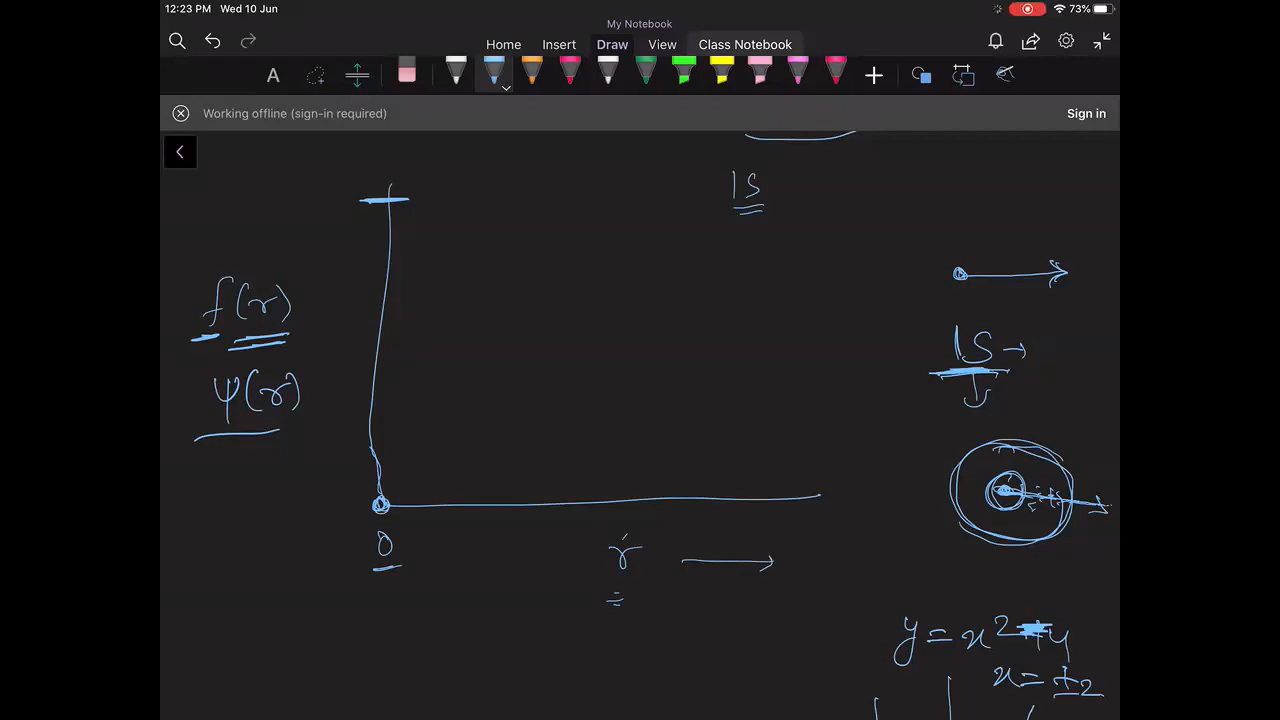 12:23 PM Wed 10 Jun
73%
My Notebook
Home Insert Draw View Class Notebook
A
Working offline (sign-in required) Sign in
1S
f(r)
1S →
ψ(r)
0
r →
=
y = x² - 4
x = ±2